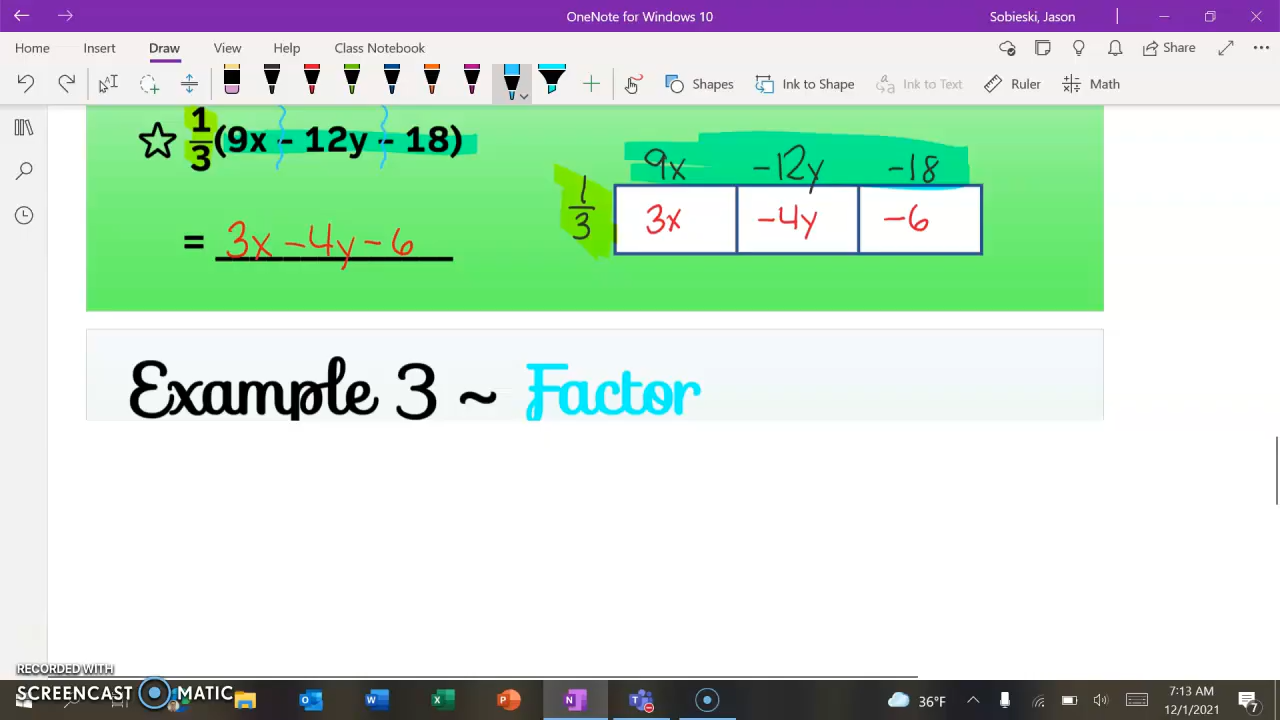 OneNote for Windows 10
Sobieski, Jason
Home Insert Draw View Help Class Notebook Share
Shapes Ink to Shape Ink to Text Ruler Math
☆ 1/3(9x - 12y - 18)
= 3x - 4y - 6
9x -12y -18
1/3 3x -4y -6
Example 3 ~ Factor
RECORDED WITH
SCREENCAST MATIC
36°F
7:13 AM
12/1/2021
7